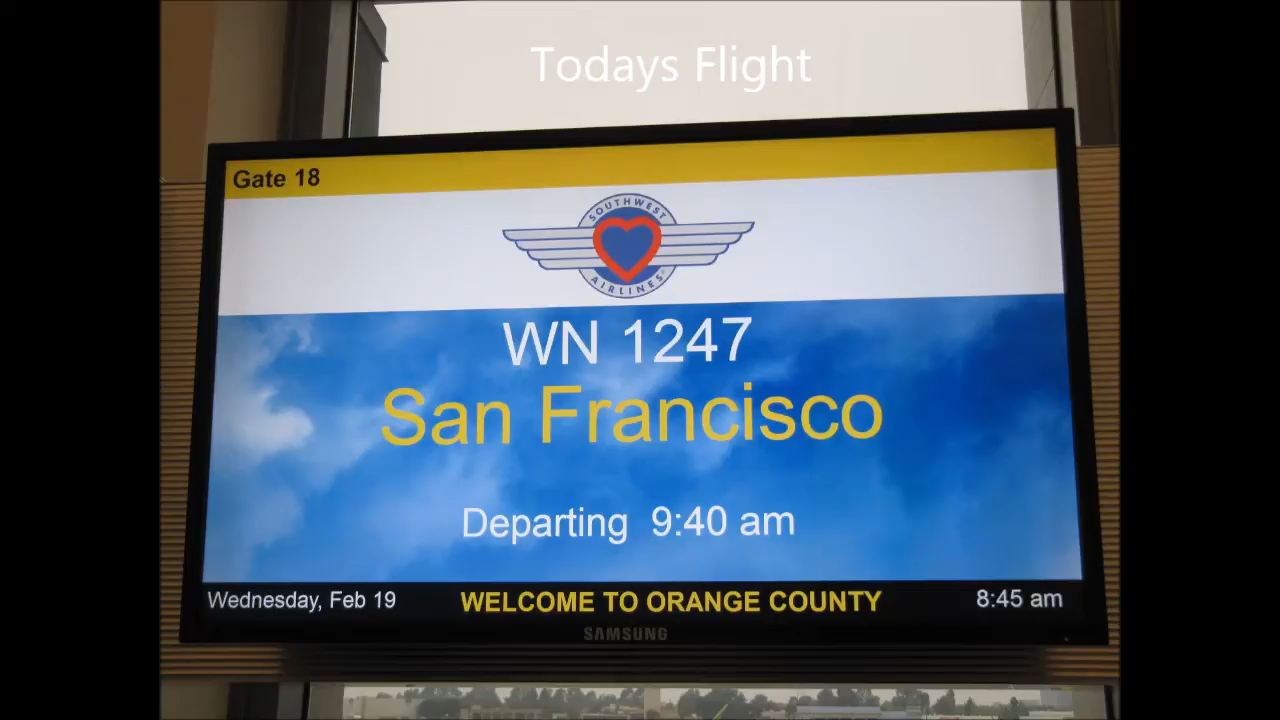 Todays Flight
Gate 18
SOUTHWEST
AIRLINES
WN 1247
San Francisco
Departing 9:40 am
Wednesday, Feb 19 WELCOME TO ORANGE COUNTY 8:45 am
SAMSUNG